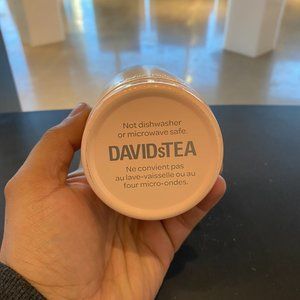 Not dishwasher
or microwave safe.
DAVIDsTEA
Ne convient pas
au lave-vaisselle ou au
four micro-ondes.